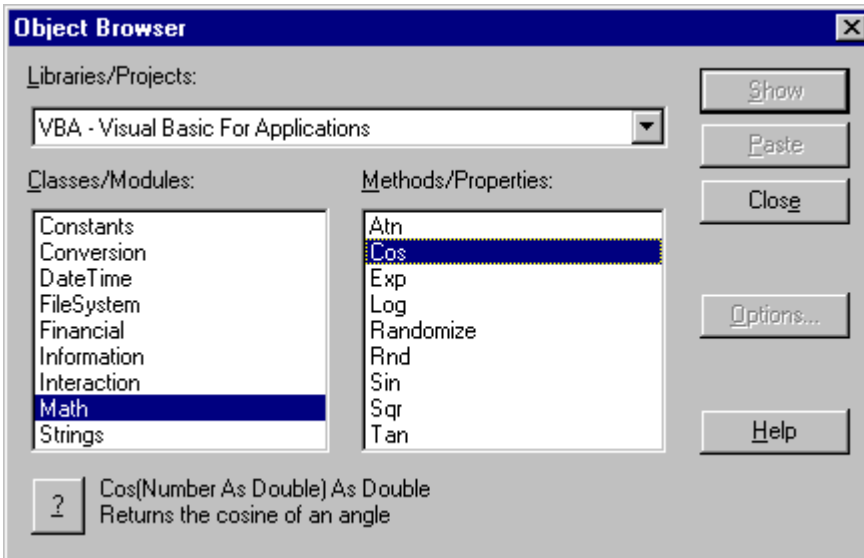 Object Browser
Libraries/Projects:
VBA - Visual Basic For Applications
Classes/Modules:
Constants
Conversion
DateTime
FileSystem
Financial
Information
Interaction
Math
Strings
Methods/Properties:
Atn
Cos
Exp
Log
Randomize
Rnd
Sin
Sqr
Tan
Show
Paste
Close
Options...
Help
?
Cos(Number As Double) As Double
Returns the cosine of an angle